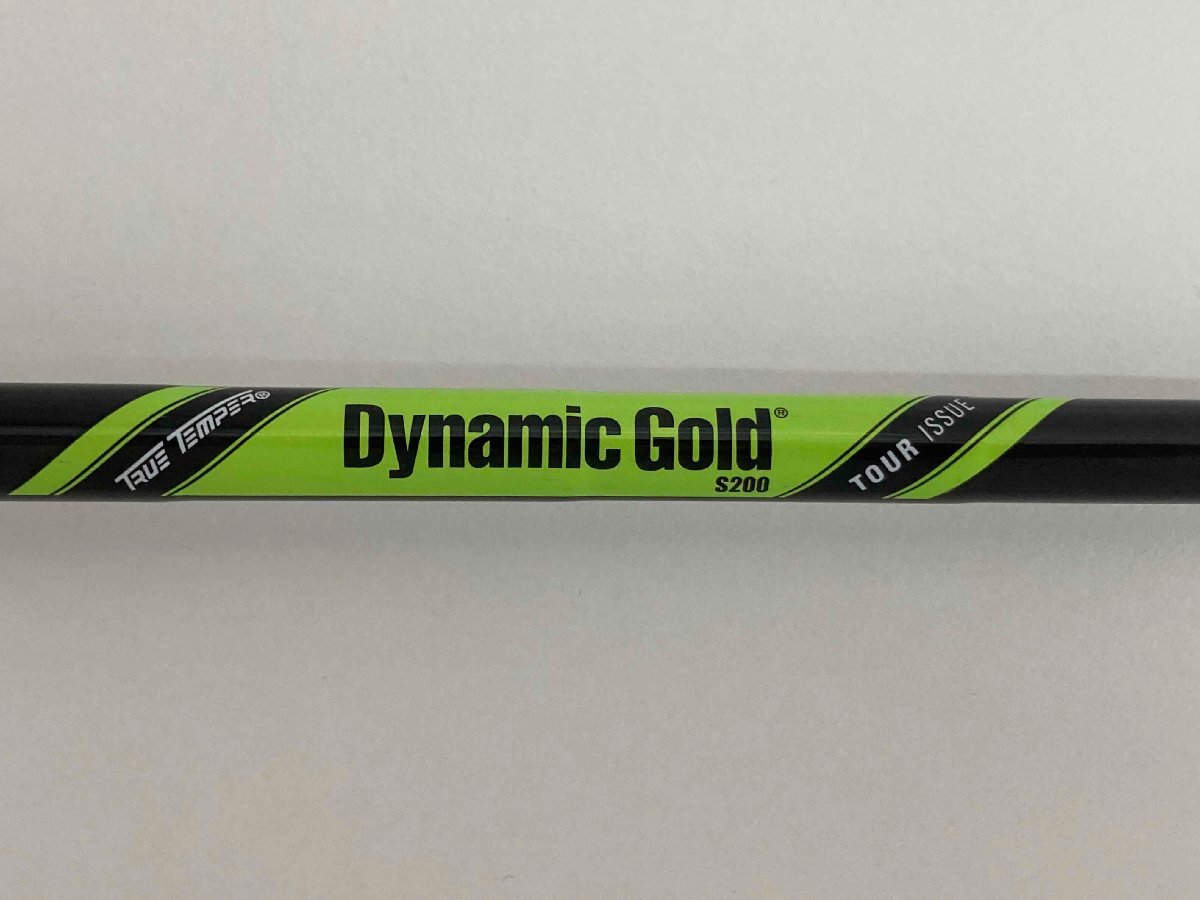 TRUE TEMPER®
Dynamic Gold®
S200
TOUR ISSUE